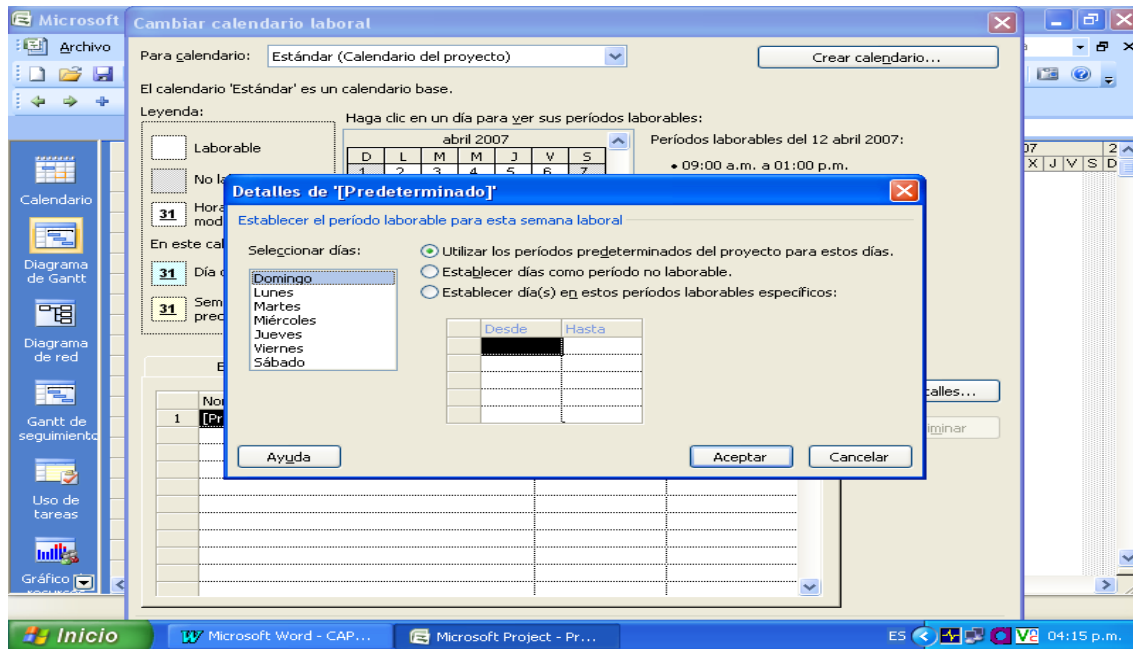 Microsoft
Cambiar calendario laboral
Archivo
Para calendario:
Estándar (Calendario del proyecto)
Crear calendario...
El calendario 'Estándar' es un calendario base.
Leyenda:
Haga clic en un día para ver sus períodos laborables:
Laborable
abril 2007
D L M M J V S
1 2 3 4 5 6 7
Períodos laborables del 12 abril 2007:
• 09:00 a.m. a 01:00 p.m.
07
X J V S D
2
No la
31 Hora
mod
En este cal
31 Día
31 Sem
prec
Detalles de '[Predeterminado]'
Establecer el período laborable para esta semana laboral
Seleccionar días:
Domingo
Lunes
Martes
Miércoles
Jueves
Viernes
Sábado
Utilizar los períodos predeterminados del proyecto para estos días.
Establecer días como período no laborable.
Establecer día(s) en estos períodos laborables específicos:
Desde Hasta
Ayuda
Aceptar
Cancelar
E
No
1 [Pr
talles...
iminar
Calendario
Diagrama
de Gantt
Diagrama
de red
Gantt de
seguimiento
Uso de
tareas
Gráfico
Inicio
Microsoft Word - CAP...
Microsoft Project - Pr...
ES
04:15 p.m.